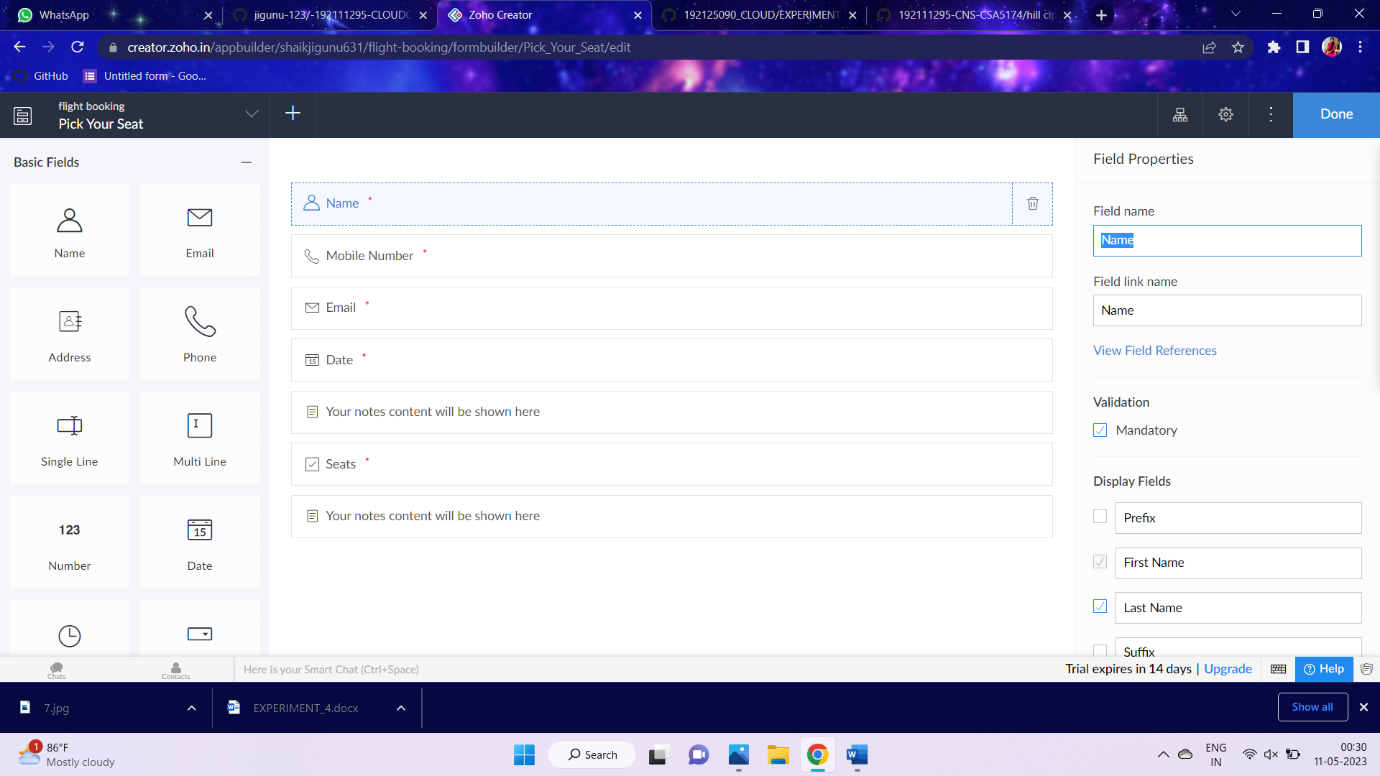 WhatsApp
jigunu-123/-192111295-CLOUDC
Zoho Creator
192125090_CLOUD/EXPERIMENT
192111295-CNS-CSA5174/hill cip
creator.zoho.in/appbuilder/shaikjigunu631/flight-booking/formbuilder/Pick_Your_Seat/edit
GitHub
Untitled form - Goo...
flight booking
Pick Your Seat
Done
Basic Fields
Name
Email
Address
Phone
Single Line
Multi Line
123
Number
15
Date
Name *
Mobile Number *
Email *
15 Date *
Your notes content will be shown here
Seats *
Your notes content will be shown here
Field Properties
Field name
Name
Field link name
Name
View Field References
Validation
Mandatory
Display Fields
Prefix
First Name
Last Name
Suffix
Chats
Contacts
Here is your Smart Chat (Ctrl+Space)
Trial expires in 14 days | Upgrade
Help
7.jpg
EXPERIMENT_4.docx
Show all
1
86°F
Mostly cloudy
Search
ENG
IN
00:30
11-05-2023